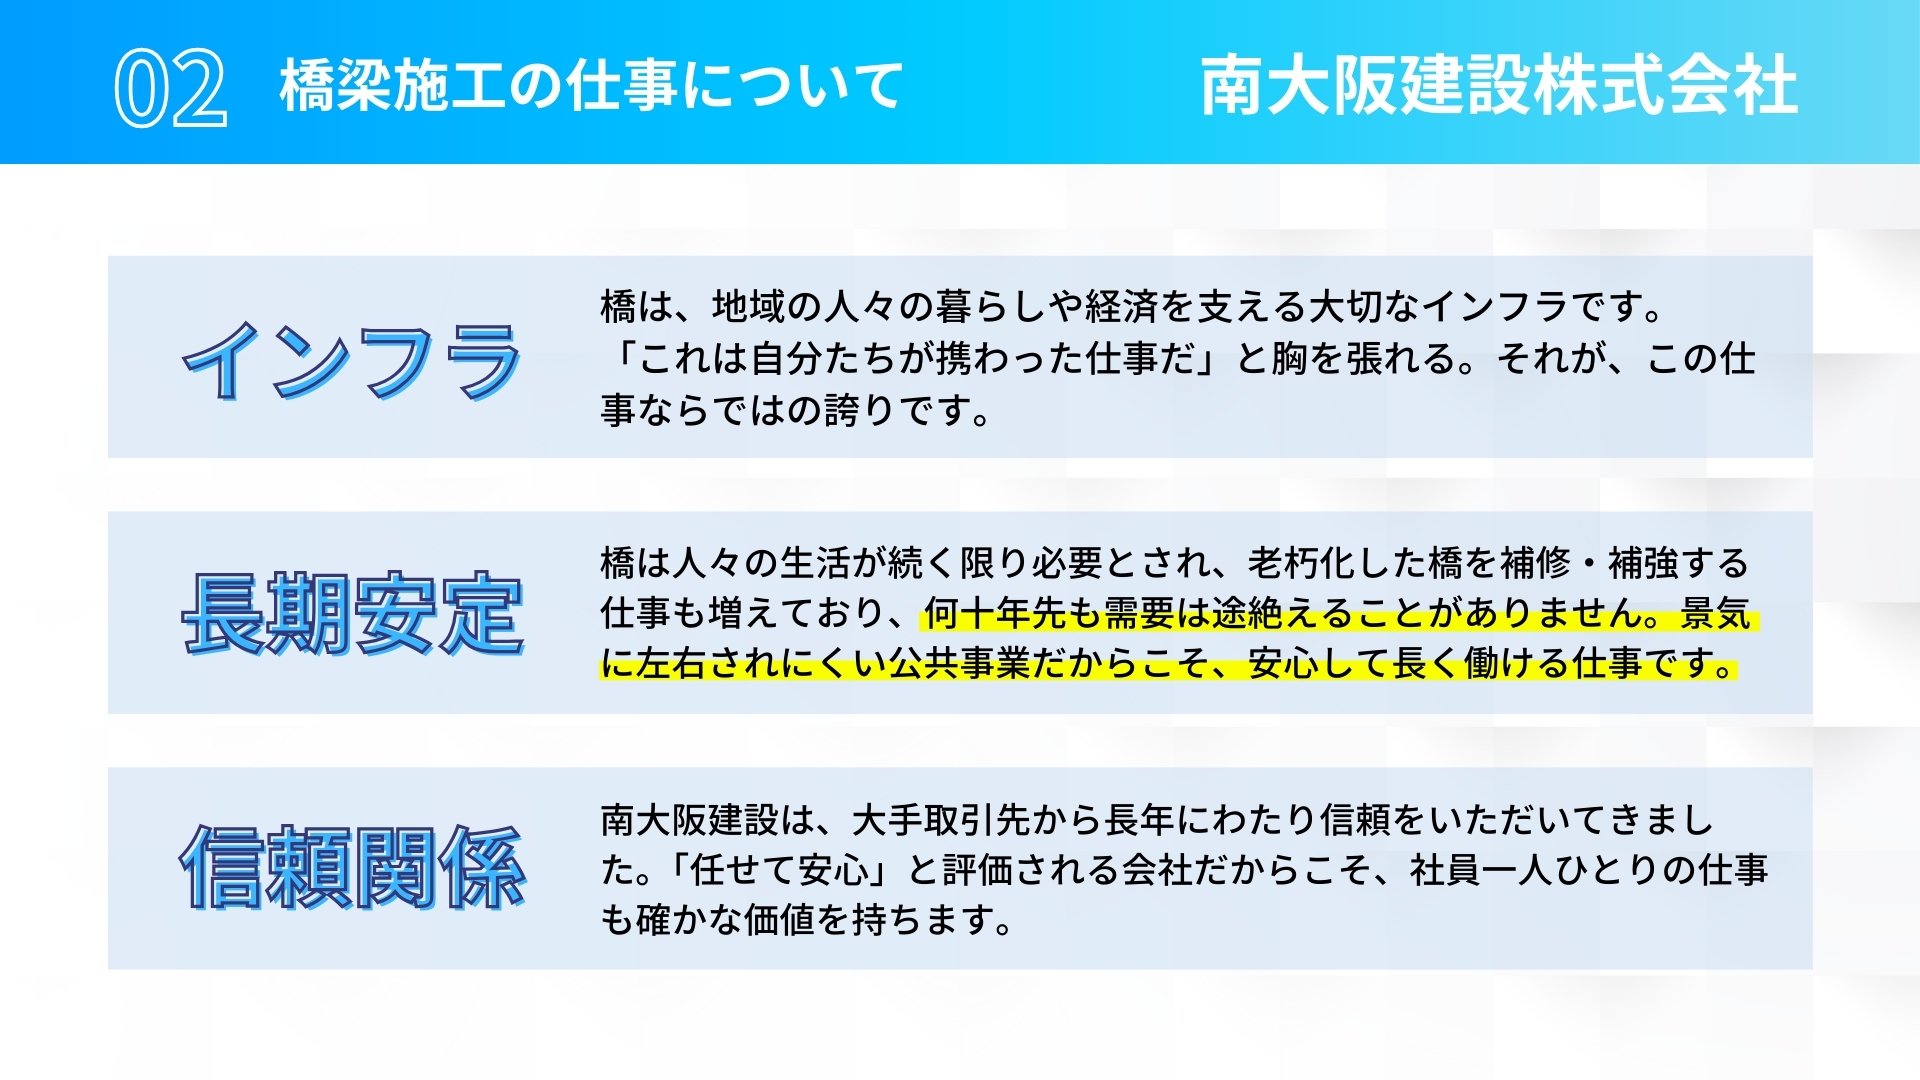 02 橋梁施工の仕事について 南大阪建設株式会社
インフラ
橋は、地域の人々の暮らしや経済を支える大切なインフラです。
「これは自分たちが携わった仕事だ」と胸を張れる。それが、この仕
事ならではの誇りです。
長期安定
橋は人々の生活が続く限り必要とされ、老朽化した橋を補修・補強する
仕事も増えており、何十年先も需要は途絶えることがありません。景気
に左右されにくい公共事業だからこそ、安心して長く働ける仕事です。
信頼関係
南大阪建設は、大手取引先から長年にわたり信頼をいただいてきまし
た。「任せて安心」と評価される会社だからこそ、社員一人ひとりの仕事
も確かな価値を持ちます。